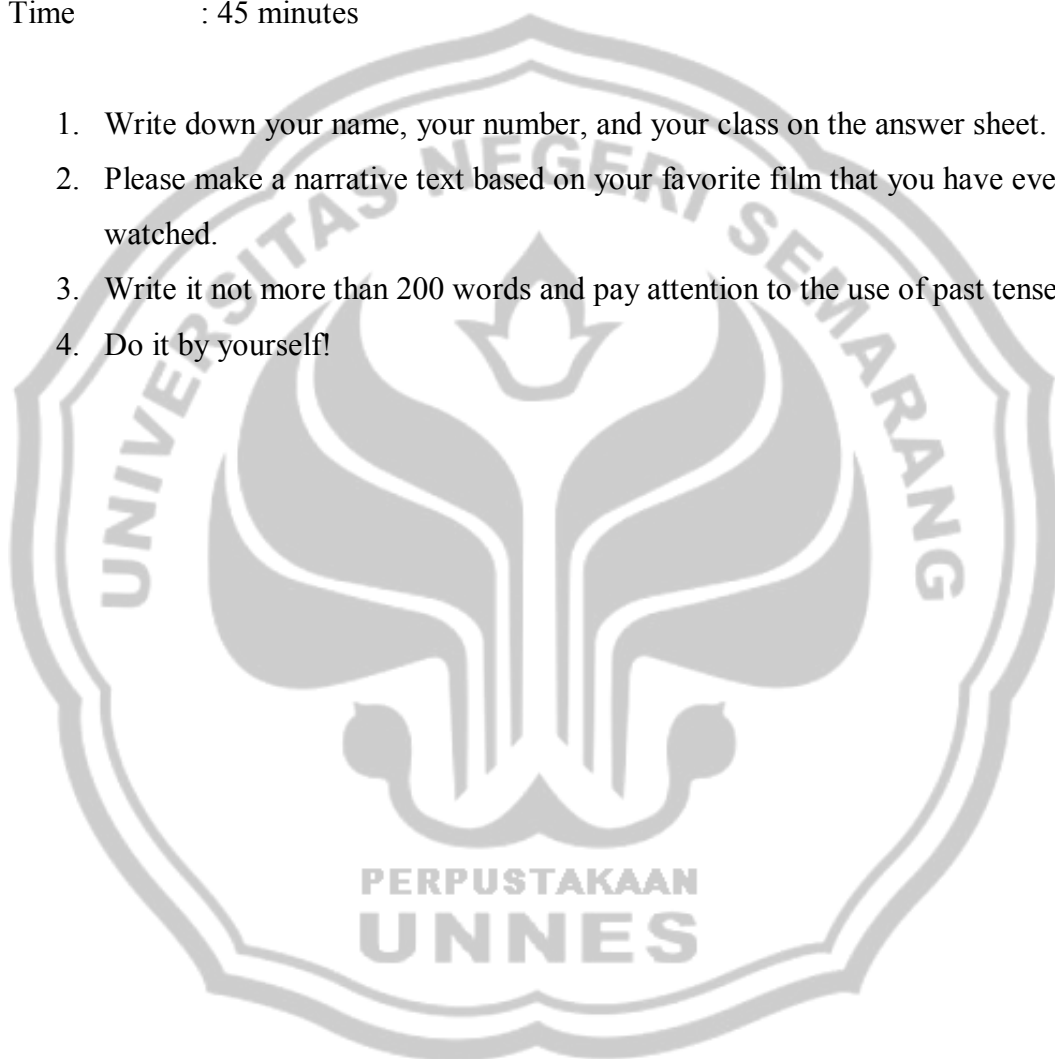 Time : 45 minutes
1. Write down your name, your number, and your class on the answer sheet.
2. Please make a narrative text based on your favorite film that you have eve
watched.
3. Write it not more than 200 words and pay attention to the use of past tense
4. Do it by yourself!
UNIVERSITAS NEGERI SEMARANG
PERPUSTAKAAN
UNNES